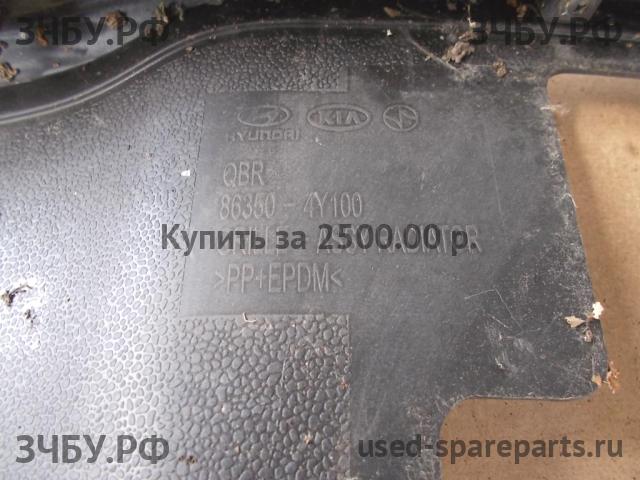 ЗЧБУ.РФ
ЗЧБУ.РФ
HYUNDAI KIA
QBR
86350 - 4Y100
Купить за 2500.00 р.
RADIATOR
>PP+EPDM<
ЗЧБУ.РФ
used-spareparts.ru